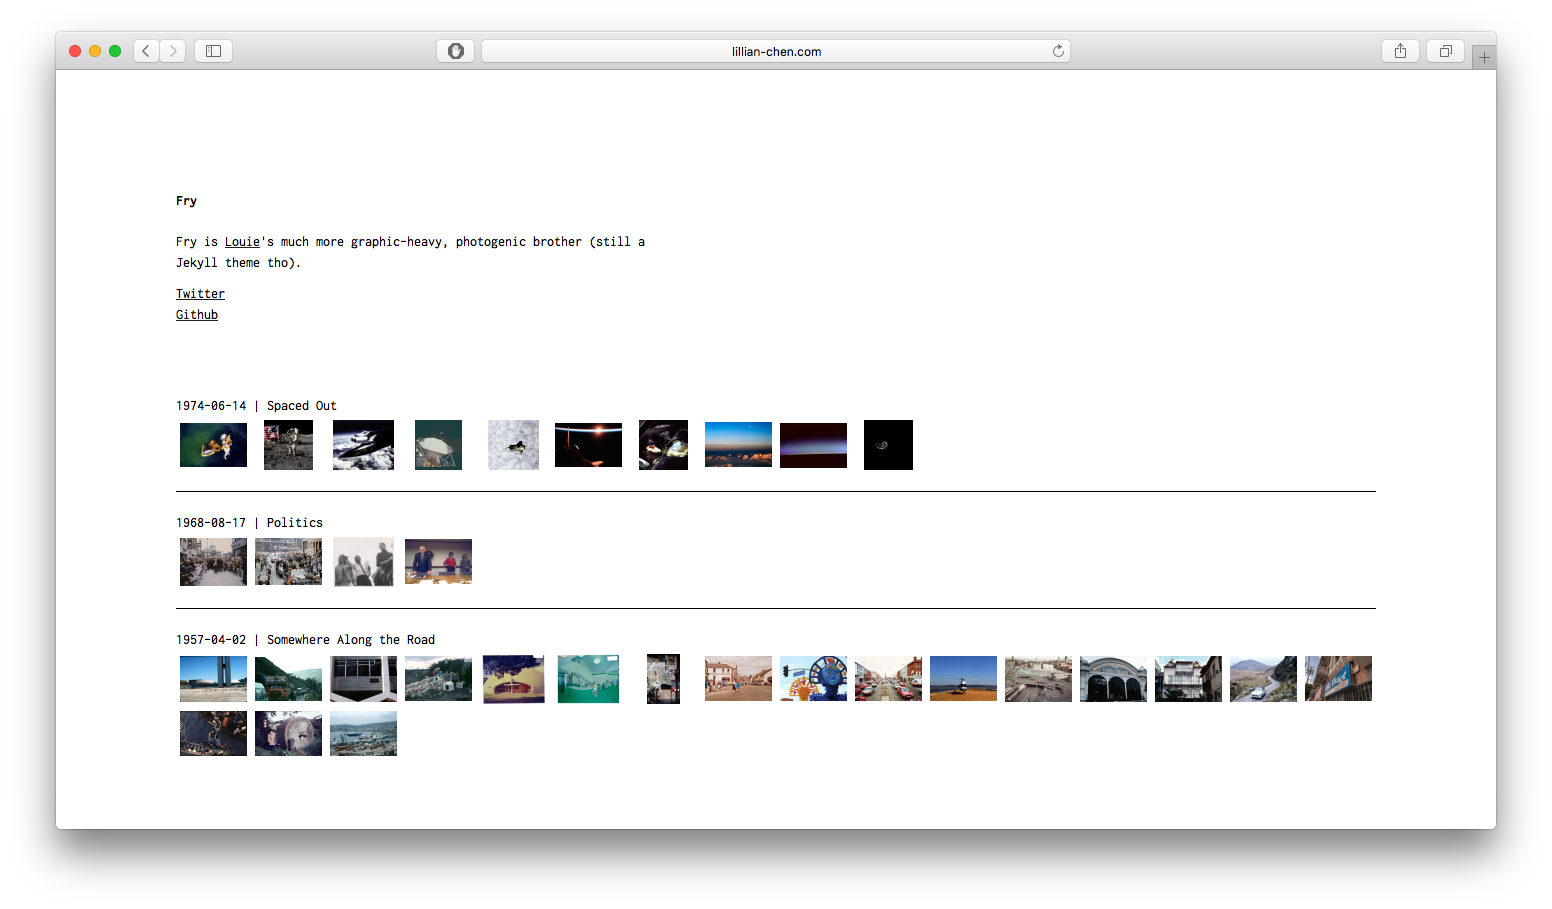 lillian-chen.com
Fry
Fry is Louie's much more graphic-heavy, photogenic brother (still a
Jekyll theme tho).
Twitter
Github
1974-06-14 | Spaced Out
1968-08-17 | Politics
1957-04-02 | Somewhere Along the Road